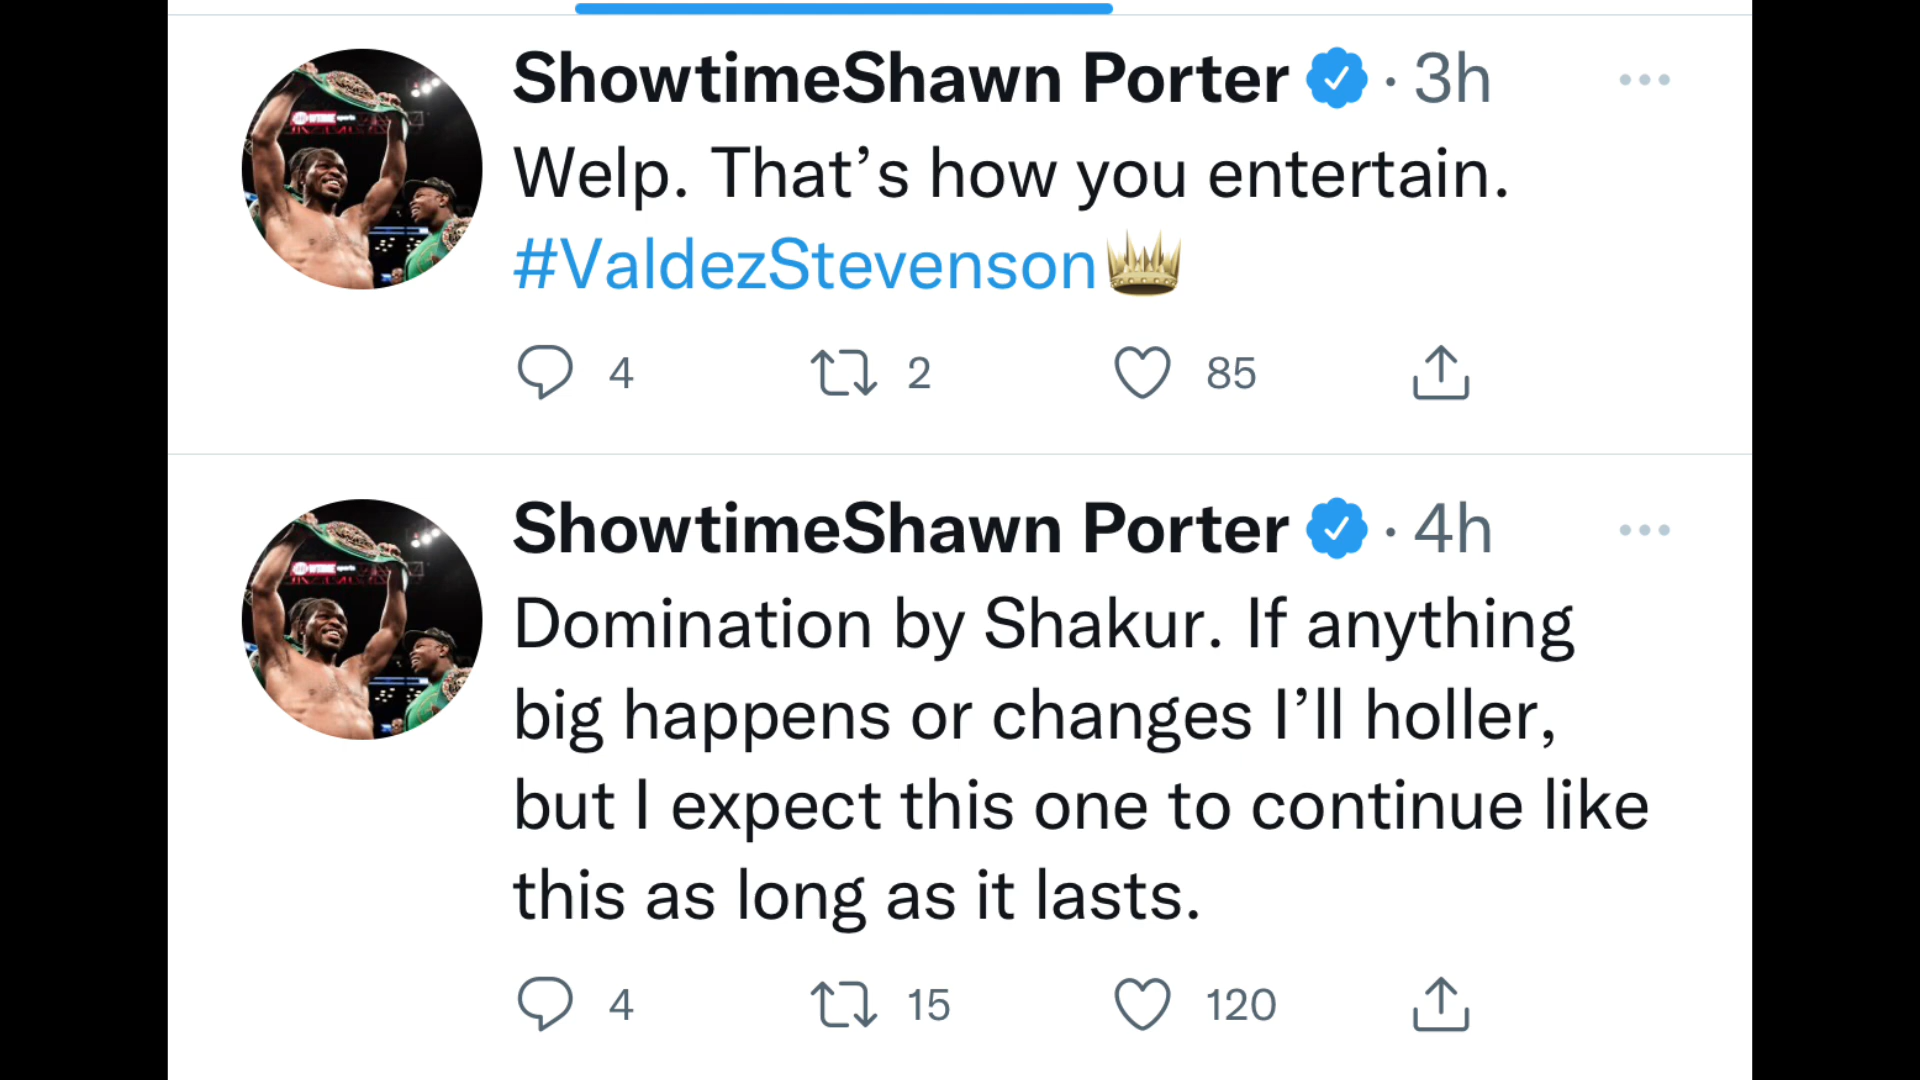 ShowtimeShawn Porter · 3h
Welp. That’s how you entertain.
#ValdezStevenson
4 2 85
ShowtimeShawn Porter · 4h
Domination by Shakur. If anything
big happens or changes I’ll holler,
but I expect this one to continue like
this as long as it lasts.
4 15 120